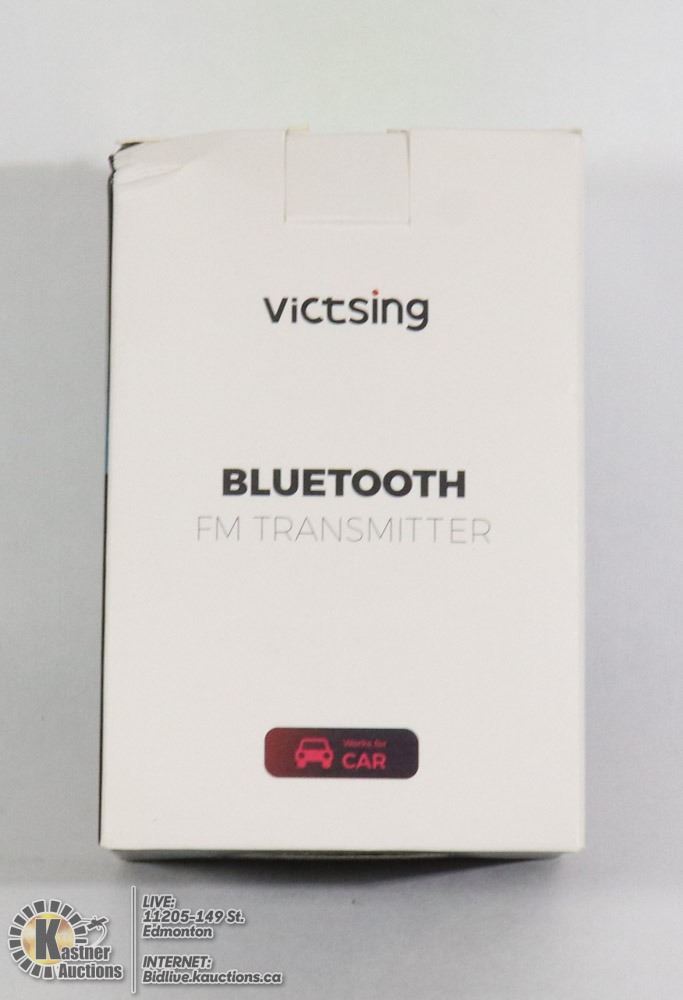 victsing
BLUETOOTH
FM TRANSMITTER
Works for
CAR
LIVE:
11205-149 St.
Edmonton
INTERNET:
Bidlive.kauctions.ca
Kastner
Auctions